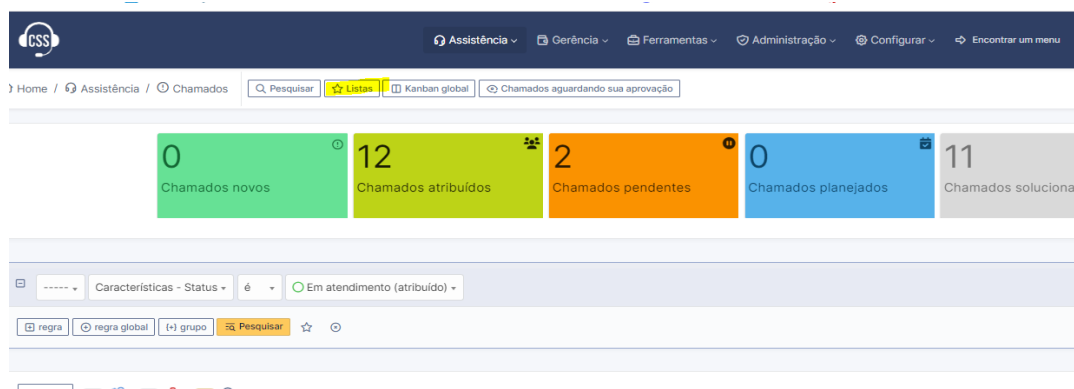 CSS
Assistência Gerência Ferramentas Administração Configurar Encontrar um menu
Home / Assistência / Chamados Pesquisar Listas Kanban global Chamados aguardando sua aprovação
0 12 2 0 11
Chamados novos Chamados atribuídos Chamados pendentes Chamados planejados Chamados soluciona
----- Características - Status é Em atendimento (atribuído)
regra regra global (+) grupo Pesquisar